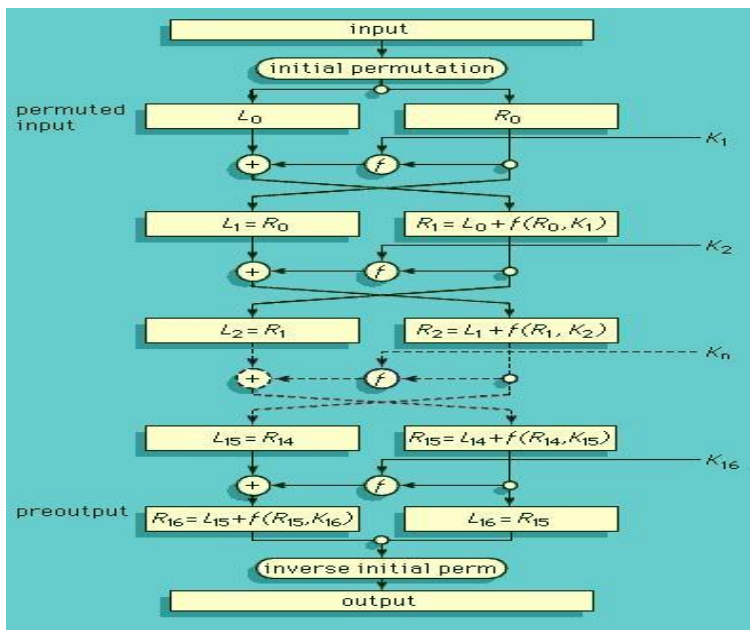 input
initial permutation
permuted
input
L₀
R₀
K₁
+
f
L₁ = R₀
R₁ = L₀ + f(R₀, K₁)
K₂
+
f
L₂ = R₁
R₂ = L₁ + f(R₁, K₂)
Kₙ
+
f
L₁₅ = R₁₄
R₁₅ = L₁₄ + f(R₁₄, K₁₅)
K₁₆
+
f
preoutput
R₁₆ = L₁₅ + f(R₁₅, K₁₆)
L₁₆ = R₁₅
inverse initial perm
output